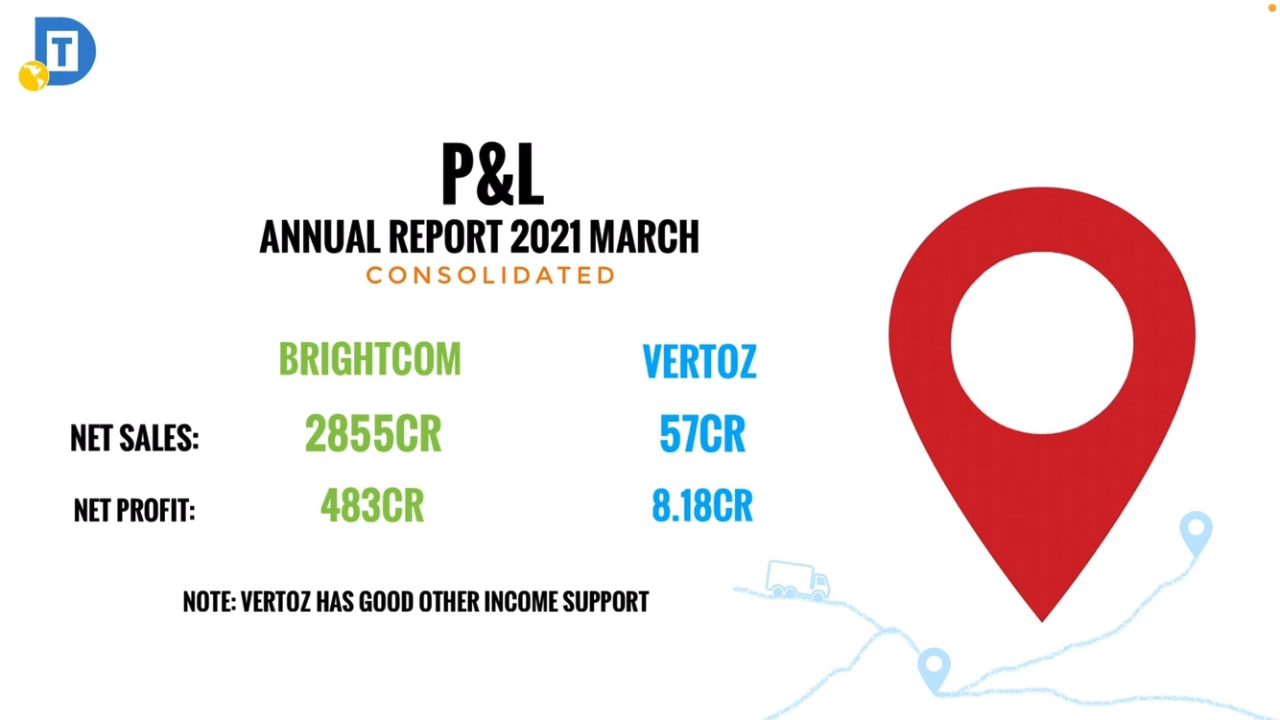 DT
P&L
ANNUAL REPORT 2021 MARCH
CONSOLIDATED
BRIGHTCOM VERTOZ
NET SALES: 2855CR 57CR
NET PROFIT: 483CR 8.18CR
NOTE: VERTOZ HAS GOOD OTHER INCOME SUPPORT